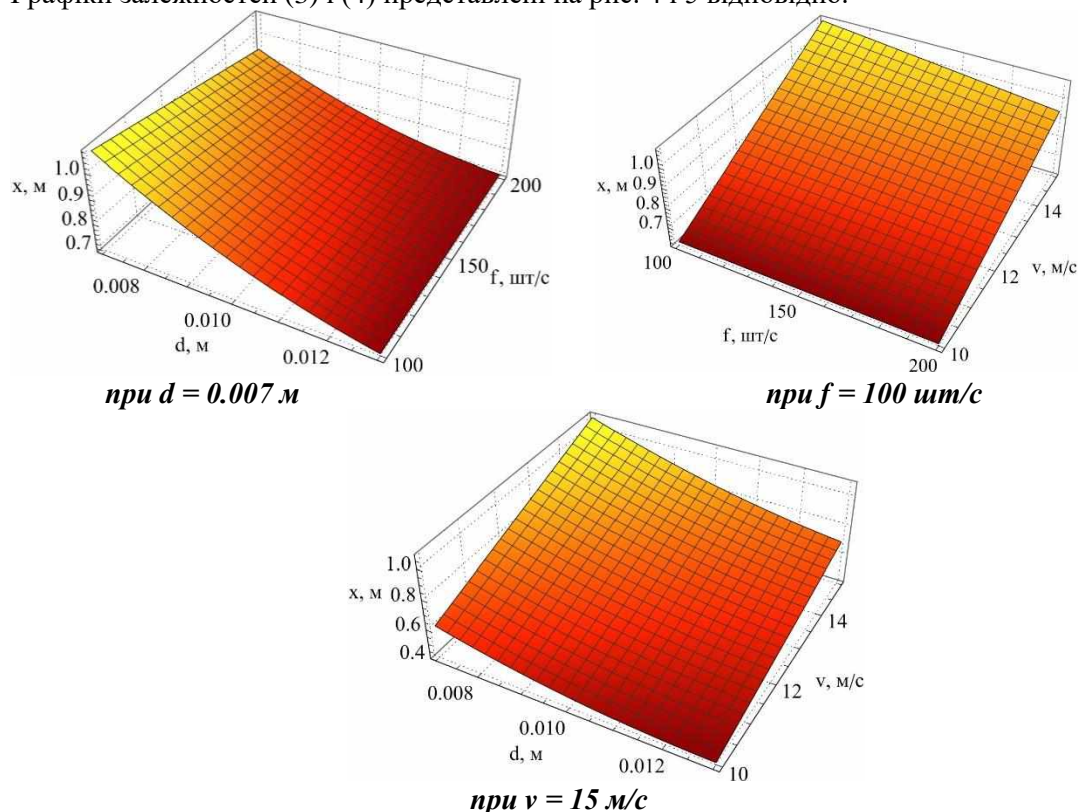 Графіки залежностей (3) і (4) представлені на рис. 4 і 5 відповідно.
1.0
x, м 0.9
0.8
0.7
0.008
0.010
d, м
0.012
100
150
f, шт/с
200
при d = 0.007 м
1.0
0.9
x, м
0.8
0.7
100
150
f, шт/с
200
10
12
v, м/с
14
при f = 100 шт/с
1.0
x, м 0.8
0.6
0.4
0.008
0.010
d, м
0.012
10
12
v, м/с
14
при v = 15 м/с